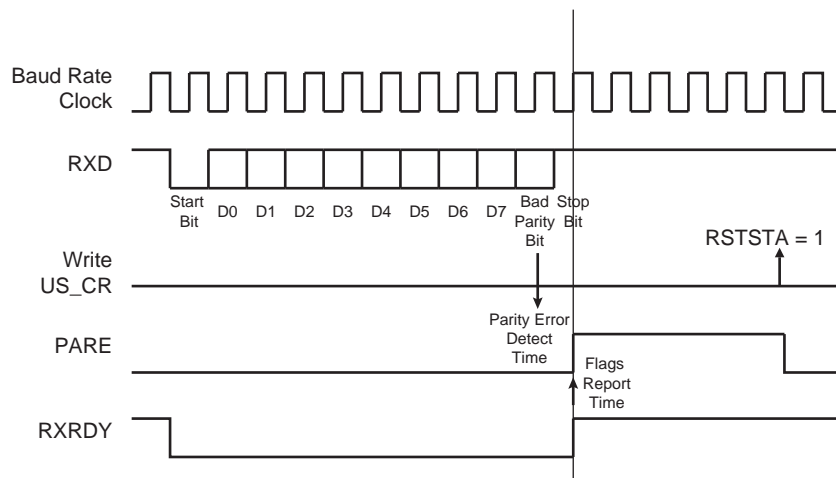 Baud Rate
Clock
RXD
Start
Bit
D0
D1
D2
D3
D4
D5
D6
D7
Bad
Parity
Bit
Stop
Bit
RSTSTA = 1
Write
US_CR
Parity Error
Detect
Time
PARE
Flags
Report
Time
RXRDY